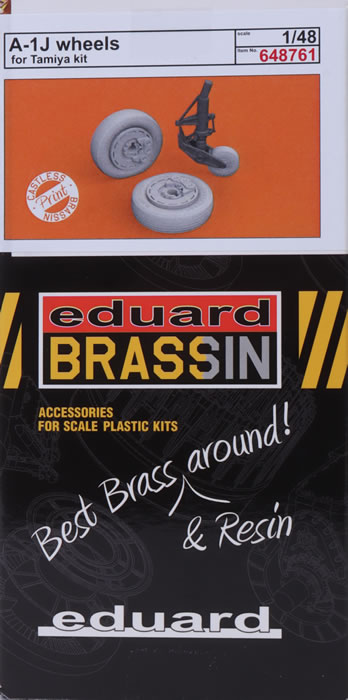 A-1J wheels
for Tamiya kit
scale
1/48
Item No.
648761
CASTLESS
Print
BRASSIN
eduard
BRASSIN
ACCESSORIES
FOR SCALE PLASTIC KITS
Best Brass around!
& Resin
eduard